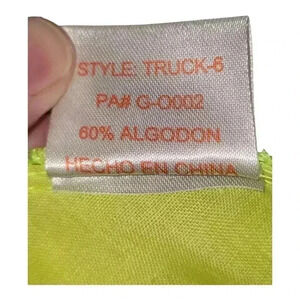 STYLE: TRUCK-6
PA# G-O002
60% ALGODON
HECHO EN CHINA